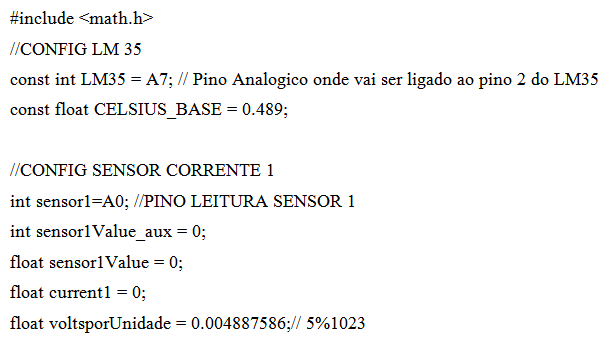 #include <math.h>
//CONFIG LM 35
const int LM35 = A7; // Pino Analogico onde vai ser ligado ao pino 2 do LM35
const float CELSIUS_BASE = 0.489;
//CONFIG SENSOR CORRENTE 1
int sensor1=A0; //PINO LEITURA SENSOR 1
int sensor1Value_aux = 0;
float sensor1Value = 0;
float current1 = 0;
float voltsporUnidade = 0.004887586;// 5%1023